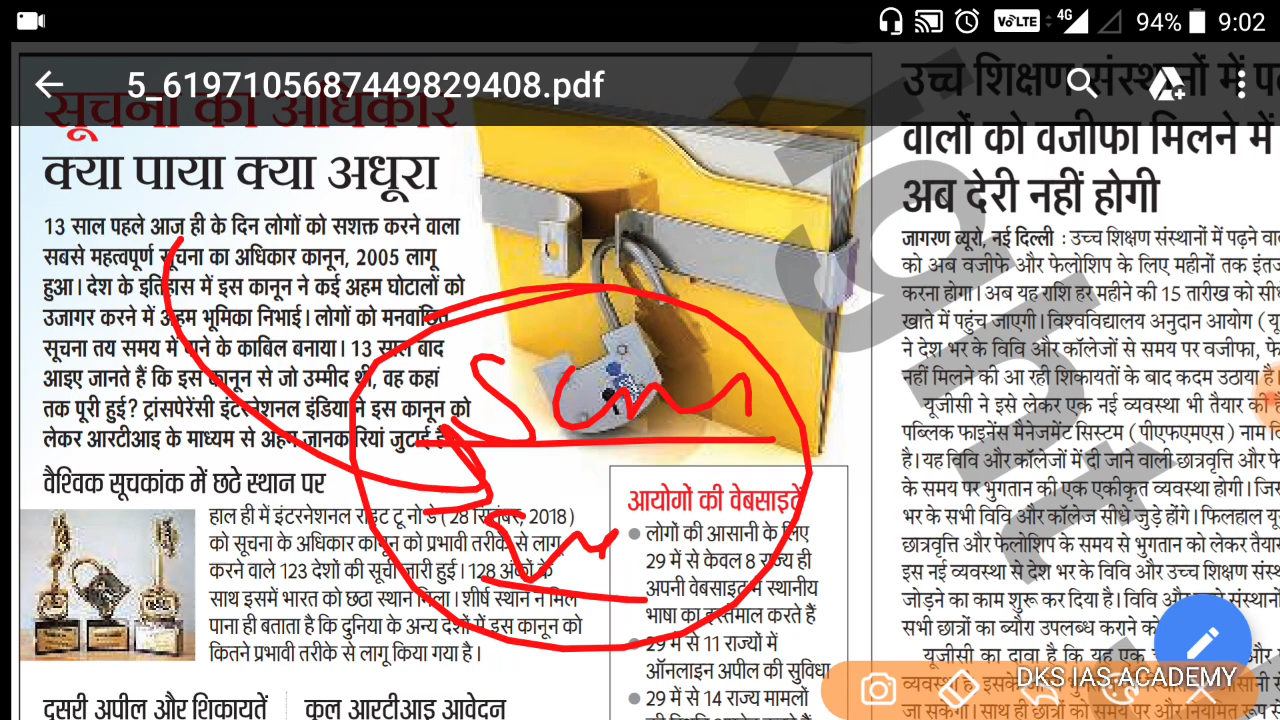 VoLTE 4G 94% 9:02
5_6197105687449829408.pdf
सूचना का अधिकार
क्या पाया क्या अधूरा
13 साल पहले आज ही के दिन लोगों को सशक्त करने वाला
सबसे महत्वपूर्ण सूचना का अधिकार कानून, 2005 लागू
हुआ। देश के इतिहास में इस कानून ने कई अहम घोटालों को
उजागर करने में अहम भूमिका निभाई। लोगों को मनवांछित
सूचना तय समय में पाने के काबिल बनाया। 13 साल बाद
आइए जानते हैं कि इस कानून से जो उम्मीद थी, वह कहां
तक पूरी हुई? ट्रांसपेरेंसी इंटरनेशनल इंडिया ने इस कानून को
लेकर आरटीआइ के माध्यम से अहम जानकारियां जुटाई हैं
वैश्विक सूचकांक में छठे स्थान पर
हाल ही में इंटरनेशनल राइट टू नो डे ( 28 सितंबर, 2018)
को सूचना के अधिकार कानून को प्रभावी तरीके से लागू
करने वाले 123 देशों की सूची जारी हुई। 128 अंकों के
साथ इसमें भारत को छठा स्थान मिला। शीर्ष स्थान न मिल
पाना ही बताता है कि दुनिया के अन्य देशों में इस कानून को
कितने प्रभावी तरीके से लागू किया गया है।
दूसरी अपील और शिकायतें
कुल आरटीआइ आवेदन
आयोगों की वेबसाइटें
लोगों की आसानी के लिए
29 में से केवल 8 राज्य ही
अपनी वेबसाइट में स्थानीय
भाषा का इस्तेमाल करते हैं
29 में से 11 राज्यों में
ऑनलाइन अपील की सुविधा
29 में से 14 राज्य मामलों
उच्च शिक्षण संस्थानों में
वालों को वजीफा मिलने में
अब देरी नहीं होगी
जागरण ब्यूरो, नई दिल्ली : उच्च शिक्षण संस्थानों में पढ़ने
को अब वजीफे और फेलोशिप के लिए महीनों तक
करना होगा। अब यह राशि हर महीने की 15 तारीख को
खाते में पहुंच जाएगी। विश्वविद्यालय अनुदान आयोग
ने देश भर के विवि और कॉलेजों से समय पर वजीफा,
नहीं मिलने की आ रही शिकायतों के बाद कदम उठाया है।
यूजीसी ने इसे लेकर एक नई व्यवस्था भी तैयार की
पब्लिक फाइनेंस मैनेजमेंट सिस्टम ( पीएफएमएस) नाम
है। यह विवि और कॉलेजों में दी जाने वाली छात्रवृत्ति और
के समय पर भुगतान की एक एकीकृत व्यवस्था होगी।
भर के सभी विवि और कॉलेज सीधे जुड़े होंगे। फिलहाल
छात्रवृत्ति और फेलोशिप के समय से भुगतान को लेकर
इस नई व्यवस्था से देश भर के विवि और उच्च शिक्षण
जोड़ने का काम शुरू कर दिया है। विवि और संस्थानों
सभी छात्रों का ब्यौरा उपलब्ध कराने को
यूजीसी का दावा है कि यह एक और
DKS IAS ACADEMY